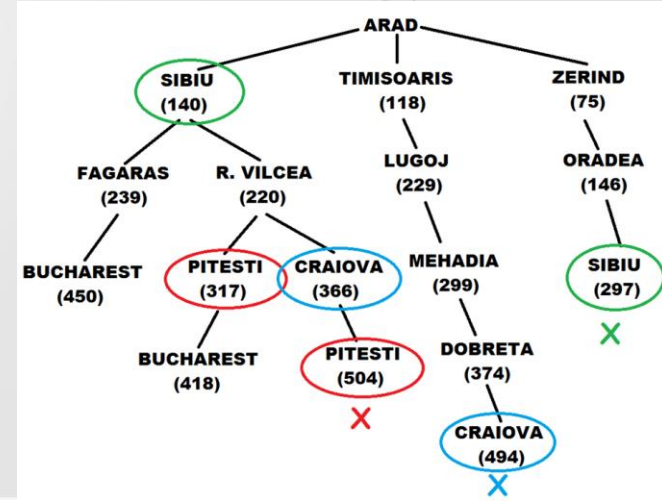 ARAD
SIBIU
(140)
TIMISOARIS
(118)
ZERIND
(75)
FAGARAS
(239)
R. VILCEA
(220)
LUGOJ
(229)
ORADEA
(146)
BUCHAREST
(450)
PITESTI
(317)
CRAIOVA
(366)
MEHADIA
(299)
SIBIU
(297)
X
BUCHAREST
(418)
PITESTI
(504)
X
DOBRETA
(374)
CRAIOVA
(494)
X